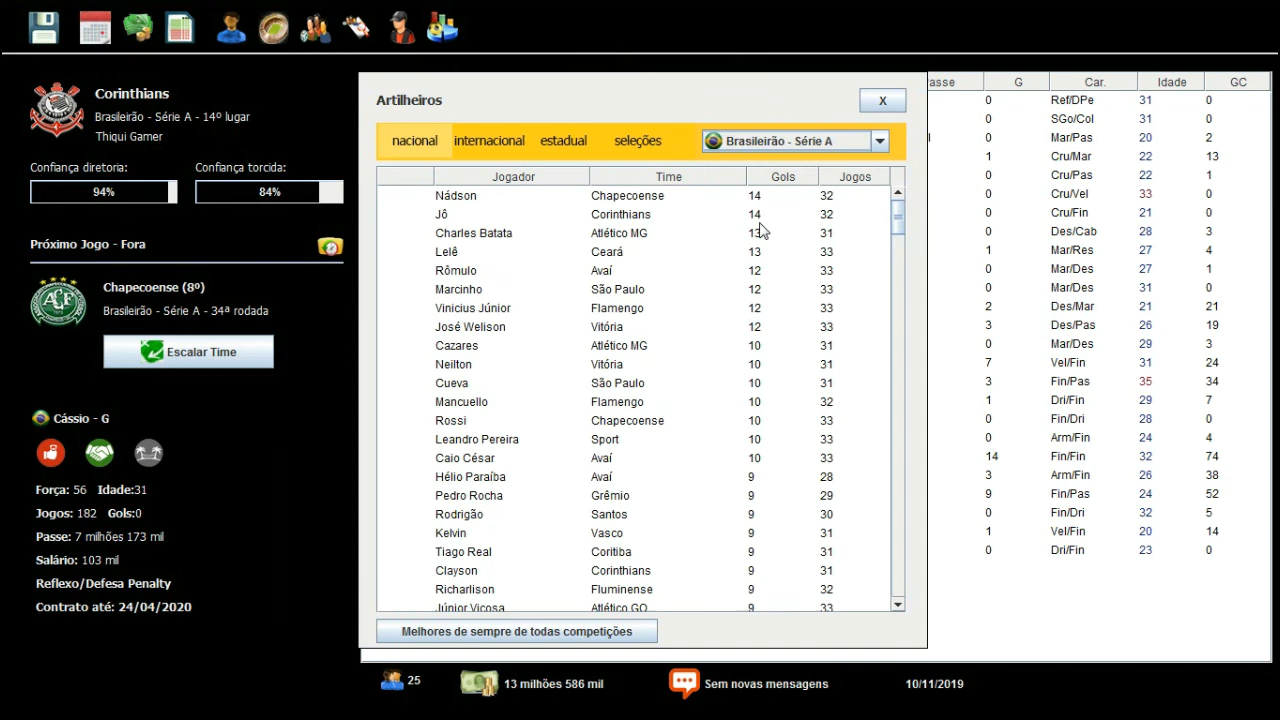 Corinthians
Brasileirão - Série A - 14º lugar
Thiqui Gamer
Confiança diretoria: Confiança torcida:
94% 84%
Próximo Jogo - Fora
Chapecoense (8º)
Brasileirão - Série A - 34ª rodada
Escalar Time
Cássio - G
Força: 56 Idade:31
Jogos: 182 Gols:0
Passe: 7 milhões 173 mil
Salário: 103 mil
Reflexo/Defesa Penalty
Contrato até: 24/04/2020
Artilheiros X
nacional internacional estadual seleções Brasileirão - Série A
Jogador Time Gols Jogos
Nádson Chapecoense 14 32
Jô Corinthians 14 32
Charles Batata Atlético MG 13 31
Lelê Ceará 13 33
Rômulo Avaí 12 33
Marcinho São Paulo 12 33
Vinicius Júnior Flamengo 12 33
José Welison Vitória 12 33
Cazares Atlético MG 10 31
Neilton Vitória 10 31
Cueva São Paulo 10 31
Mancuello Flamengo 10 32
Rossi Chapecoense 10 33
Leandro Pereira Sport 10 33
Caio César Avaí 10 33
Hélio Paraíba Avaí 9 28
Pedro Rocha Grêmio 9 29
Rodrigão Santos 9 30
Kelvin Vasco 9 31
Tiago Real Coritiba 9 31
Clayson Corinthians 9 31
Richarlison Fluminense 9 32
Júnior Viçosa Atlético GO 9 33
Melhores de sempre de todas competições
asse G Car. Idade GC
0 Ref/DPe 31 0
0 SGo/Col 31 0
0 Mar/Pas 20 2
1 Cru/Mar 22 13
0 Cru/Pas 22 1
0 Cru/Vel 33 0
0 Cru/Fin 21 0
0 Des/Cab 28 3
1 Mar/Res 27 4
0 Mar/Des 27 1
0 Mar/Des 31 0
2 Des/Mar 21 21
3 Des/Pas 26 19
0 Mar/Des 29 3
7 Vel/Fin 31 24
3 Fin/Pas 35 34
1 Dri/Fin 29 7
0 Fin/Dri 28 0
0 Arm/Fin 24 4
14 Fin/Fin 32 74
3 Arm/Fin 26 38
9 Fin/Pas 24 52
0 Fin/Dri 32 5
1 Vel/Fin 20 14
0 Dri/Fin 23 0
25 13 milhões 586 mil Sem novas mensagens 10/11/2019